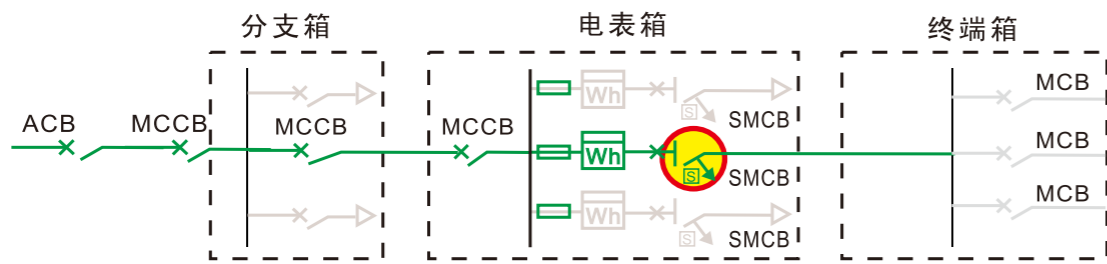 分支箱 电表箱 终端箱
Wh S SMCB MCB
ACB MCCB MCCB MCCB Wh S SMCB MCB
Wh S SMCB MCB